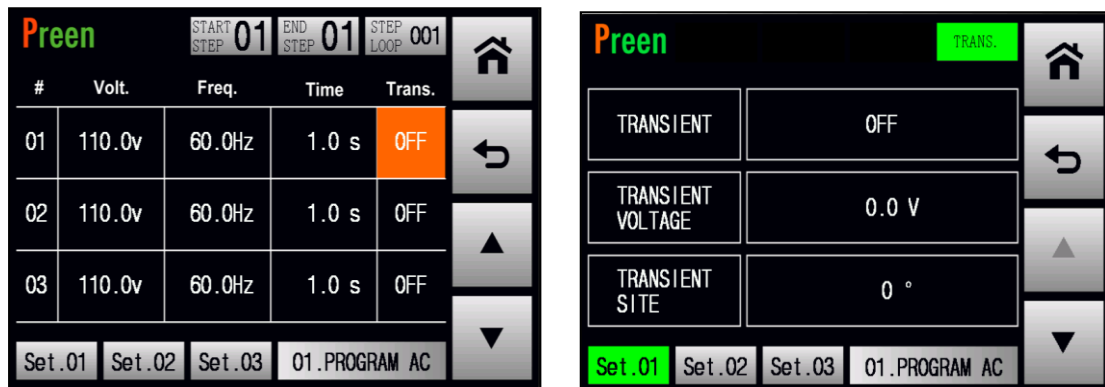 Preen START STEP 01 END STEP 01 STEP LOOP 001
# Volt. Freq. Time Trans.
01 110.0v 60.0Hz 1.0 s OFF
02 110.0v 60.0Hz 1.0 s OFF
03 110.0v 60.0Hz 1.0 s OFF
Set.01 Set.02 Set.03 01.PROGRAM AC
Preen TRANS.
TRANSIENT OFF
TRANSIENT
VOLTAGE 0.0 V
TRANSIENT
SITE 0 °
Set.01 Set.02 Set.03 01.PROGRAM AC